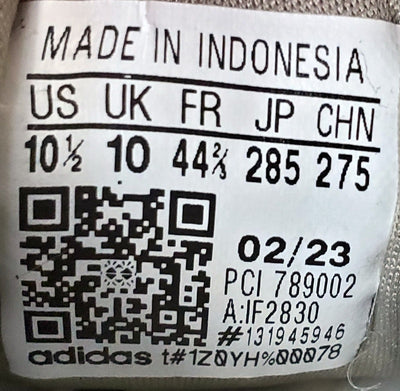 MADE IN INDONESIA
US UK FR JP CHN
10½ 10 44⅔ 285 275
02/23
PCI 789002
A:IF2830
#131945946
adidas t#1Z0YH%00078